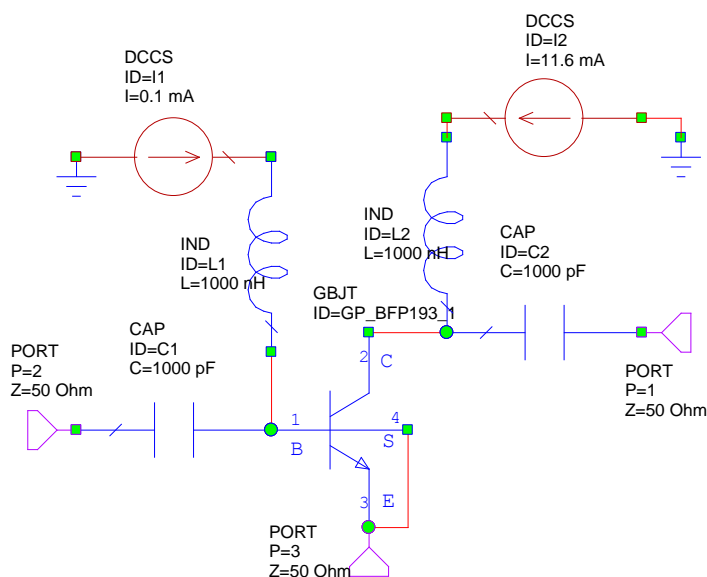 DCCS
ID=I1
I=0.1 mA
DCCS
ID=I2
I=11.6 mA
IND
ID=L1
L=1000 nH
IND
ID=L2
L=1000 nH
CAP
ID=C2
C=1000 pF
GBJT
ID=GP_BFP193_1
CAP
ID=C1
C=1000 pF
PORT
P=2
Z=50 Ohm
PORT
P=1
Z=50 Ohm
2 C
1
B
4
S
3 E
PORT
P=3
Z=50 Ohm